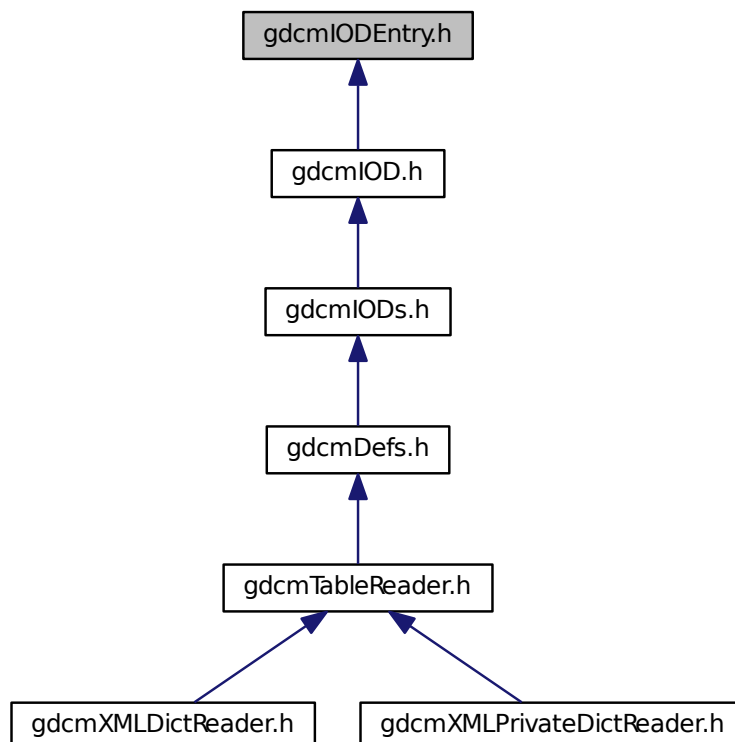 gdcmIODEntry.h
gdcmIOD.h
gdcmIODs.h
gdcmDefs.h
gdcmTableReader.h
gdcmXMLDictReader.h
gdcmXMLPrivateDictReader.h